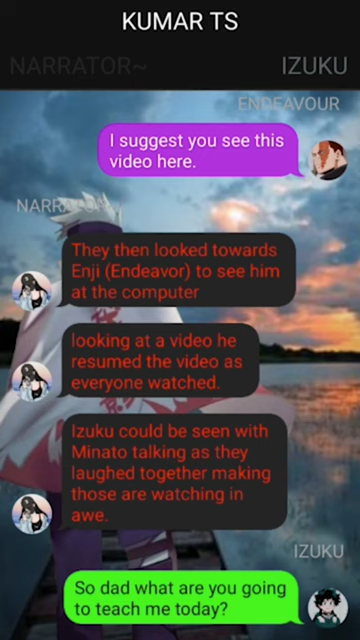 KUMAR TS
NARRATOR~
IZUKU
ENDEAVOUR
I suggest you see this
video here.
They then looked towards
Enji (Endeavor) to see him
at the computer
looking at a video he
resumed the video as
everyone watched.
Izuku could be seen with
Minato talking as they
laughed together making
those are watching in
awe.
IZUKU
So dad what are you going
to teach me today?